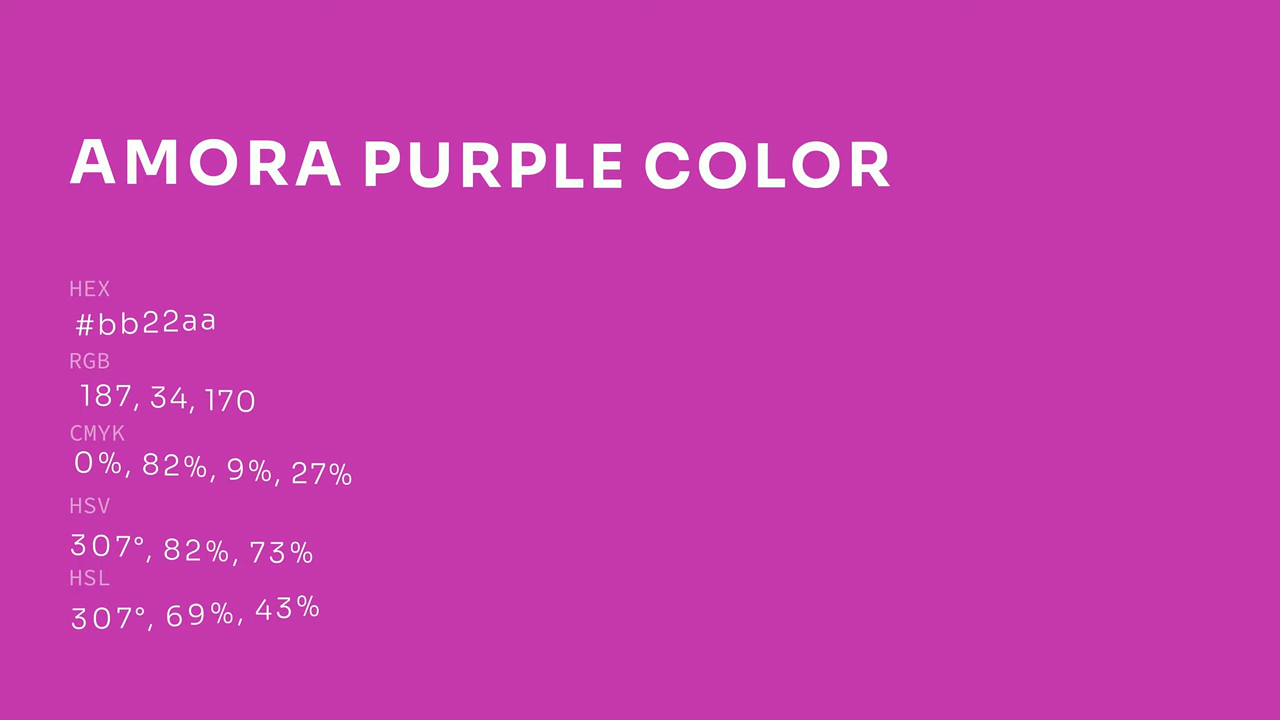 AMORA PURPLE COLOR
HEX
#bb22aa
RGB
187, 34, 170
CMYK
0%, 82%, 9%, 27%
HSV
307°, 82%, 73%
HSL
307°, 69%, 43%